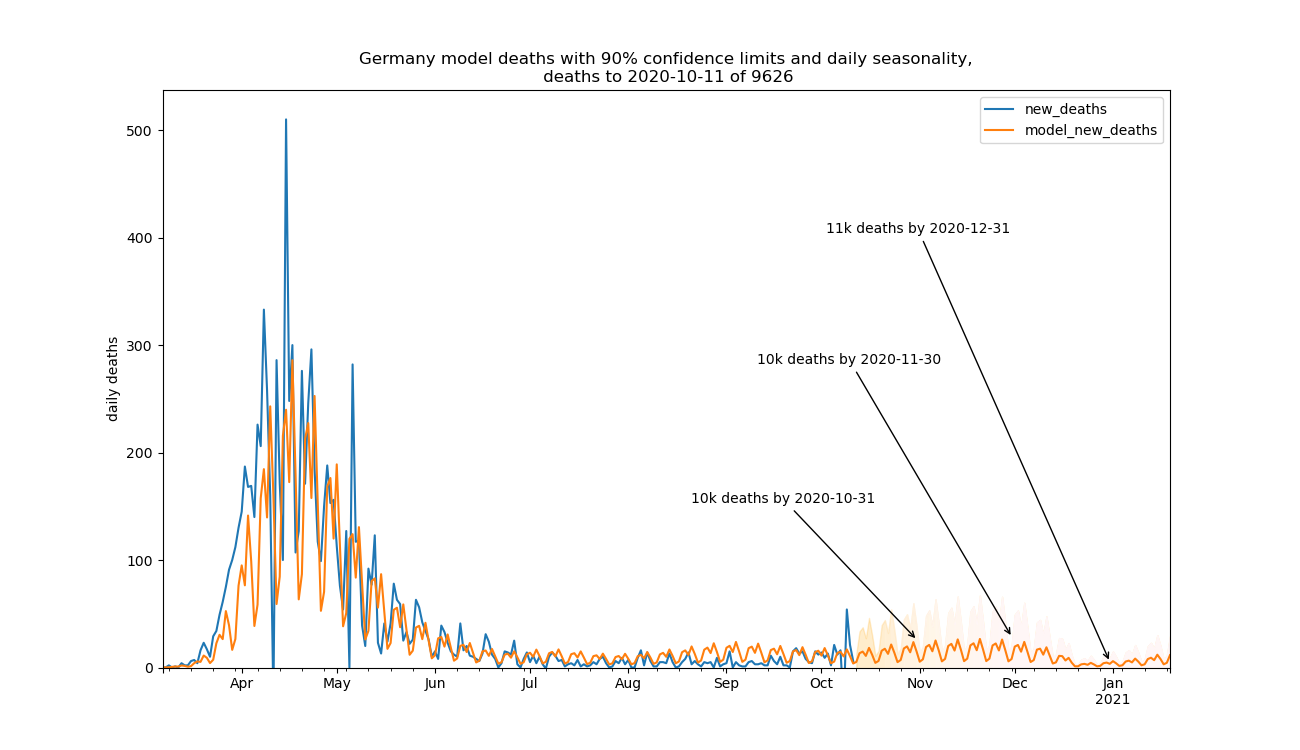 Germany model deaths with 90% confidence limits and daily seasonality,
deaths to 2020-10-11 of 9626
new_deaths
model_new_deaths
500
400
300
200
100
0
daily deaths
11k deaths by 2020-12-31
10k deaths by 2020-11-30
10k deaths by 2020-10-31
Apr May Jun Jul Aug Sep Oct Nov Dec Jan
2021